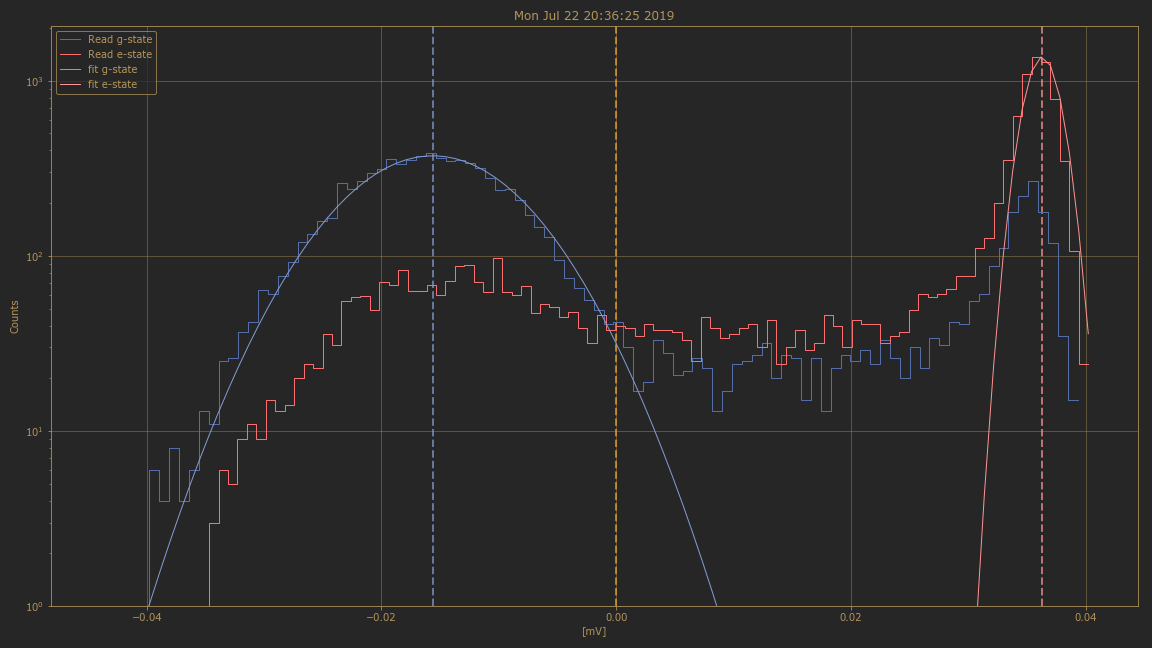 Mon Jul 22 20:36:25 2019
Read g-state
Read e-state
fit g-state
fit e-state
10³
10²
10¹
10⁰
Counts
−0.04 −0.02 0.00 0.02 0.04
[mV]